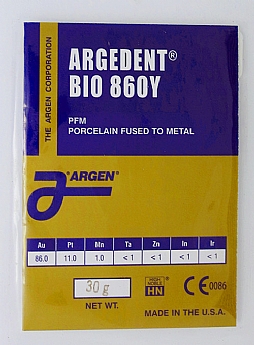 THE ARGEN CORPORATION
ARGEDENT®
BIO 860Y
PFM
PORCELAIN FUSED TO METAL
ARGEN®
Au Pt Mn Ta Zn In Ir
86.0 11.0 1.0 <1 <1 <1 <1
30 g
NET WT.
HIGH NOBLE
HN
CE 0086
MADE IN THE U.S.A.